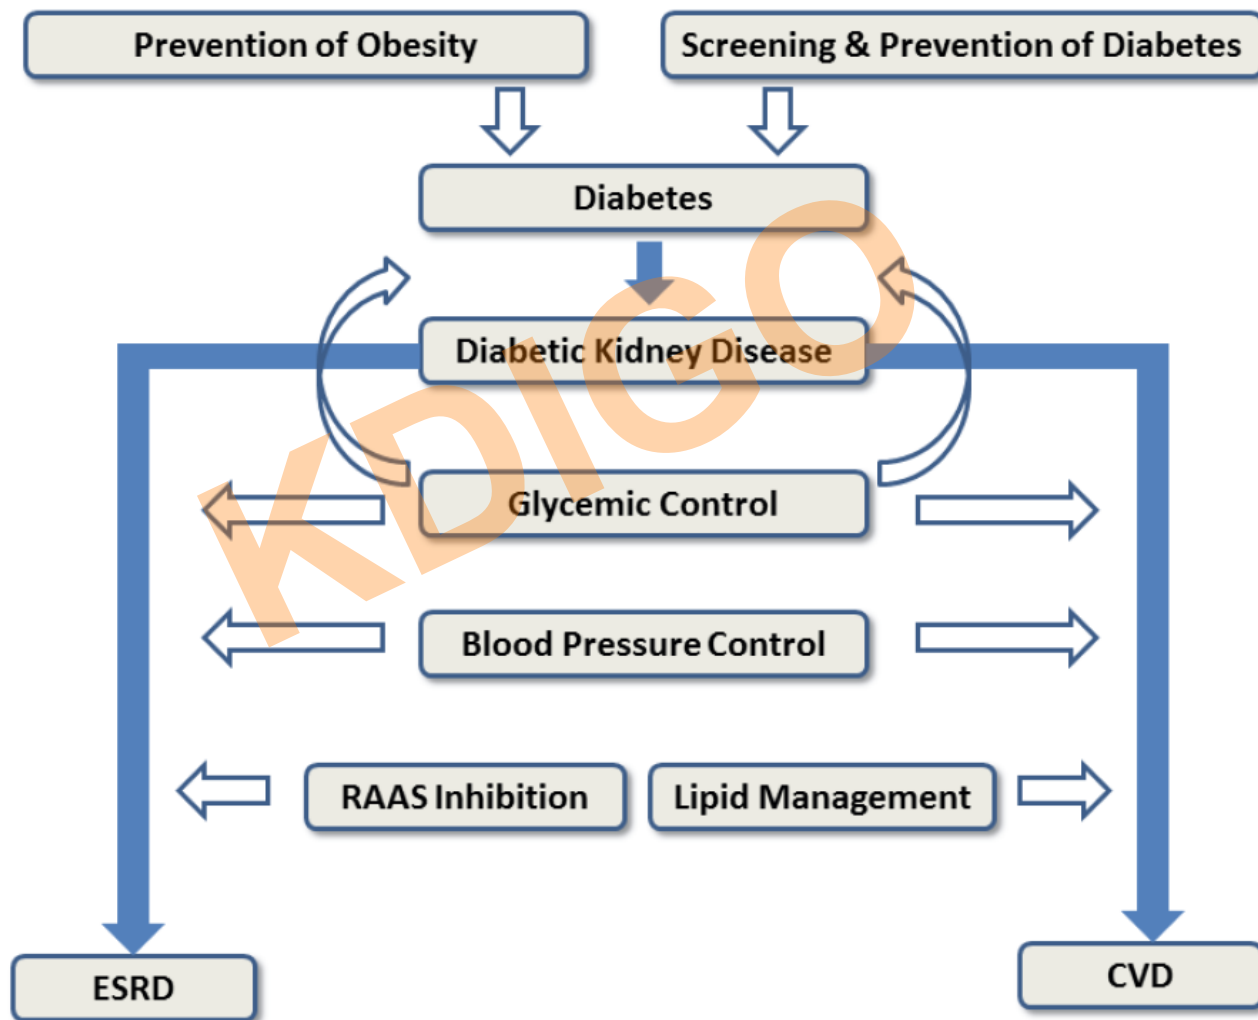 Prevention of Obesity
Screening & Prevention of Diabetes
Diabetes
Diabetic Kidney Disease
Glycemic Control
Blood Pressure Control
RAAS Inhibition
Lipid Management
ESRD
CVD
KDIGO